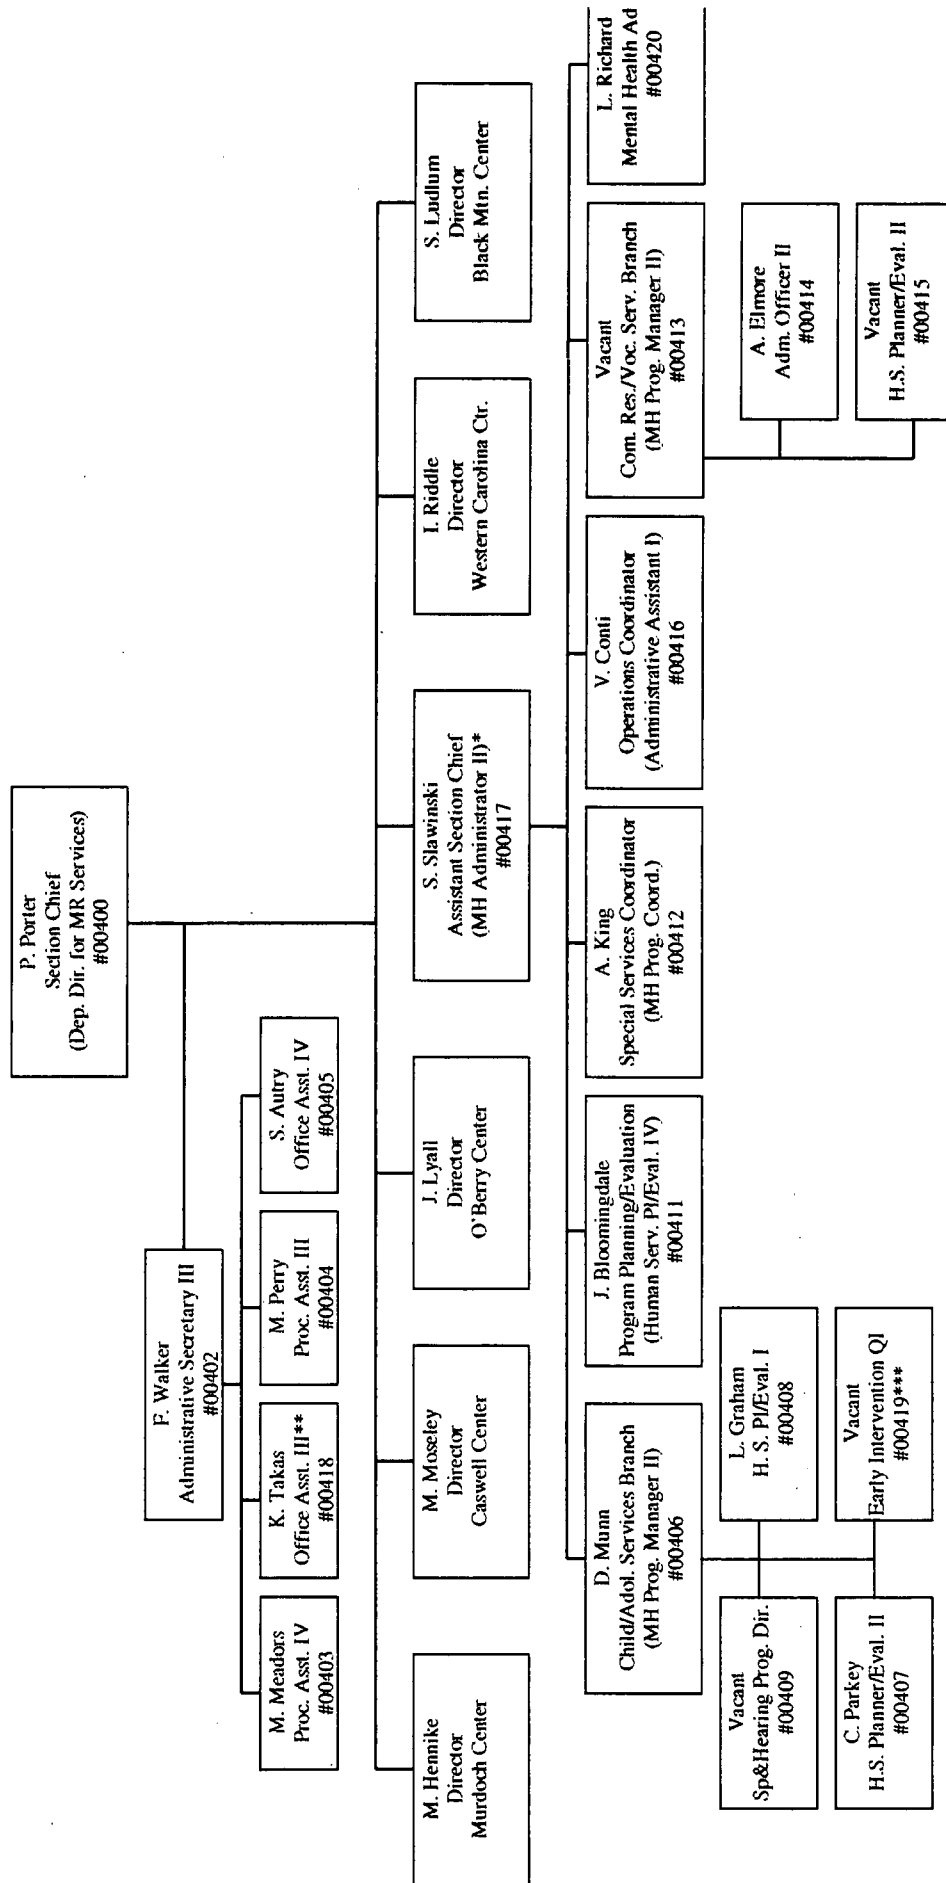 P. Porter
Section Chief
(Dep. Dir. for MR Services)
#00400
F. Walker
Administrative Secretary III
#00402
M. Meadors
Proc. Asst. IV
#00403
K. Takas
Office Asst. III**
#00418
M. Perry
Proc. Asst. III
#00404
S. Autry
Office Asst. IV
#00405
M. Hennike
Director
Murdoch Center
M. Moseley
Director
Caswell Center
J. Lyall
Director
O'Berry Center
S. Slawinski
Assistant Section Chief
(MH Administrator II)*
#00417
I. Riddle
Director
Western Carolina Ctr.
S. Ludlum
Director
Black Mtn. Center
D. Munn
Child/Adol. Services Branch
(MH Prog. Manager II)
#00406
J. Bloomingdale
Program Planning/Evaluation
(Human Serv. Pl/Eval. IV)
#00411
A. King
Special Services Coordinator
(MH Prog. Coord.)
#00412
V. Conti
Operations Coordinator
(Administrative Assistant I)
#00416
Vacant
Com. Res./Voc. Serv. Branch
(MH Prog. Manager II)
#00413
L. Richard
Mental Health Ad
#00420
Vacant
Sp&Hearing Prog. Dir.
#00409
L. Graham
H. S. Pl/Eval. I
#00408
C. Parkey
H.S. Planner/Eval. II
#00407
Vacant
Early Intervention QI
#00419***
A. Elmore
Adm. Officer II
#00414
Vacant
H.S. Planner/Eval. II
#00415